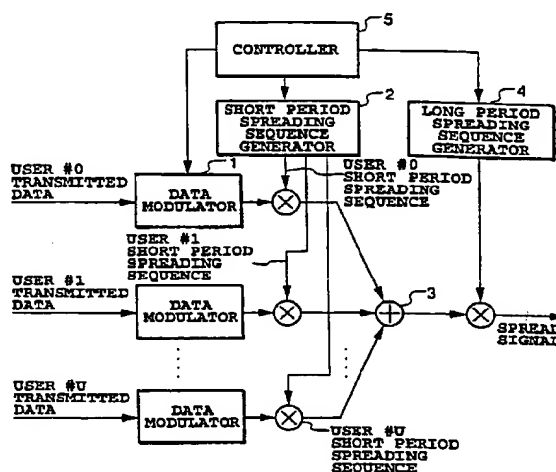 5
CONTROLLER
2
4
SHORT PERIOD
SPREADING
SEQUENCE
GENERATOR
LONG PERIOD
SPREADING
SEQUENCE
GENERATOR
1
USER #0
TRANSMITTED
DATA
DATA
MODULATOR
USER #0
SHORT PERIOD
SPREADING
SEQUENCE
USER #1
SHORT PERIOD
SPREADING
SEQUENCE
USER #1
TRANSMITTED
DATA
DATA
MODULATOR
3
SPREAD
SIGNAL
USER #U
TRANSMITTED
DATA
DATA
MODULATOR
USER #U
SHORT PERIOD
SPREADING
SEQUENCE